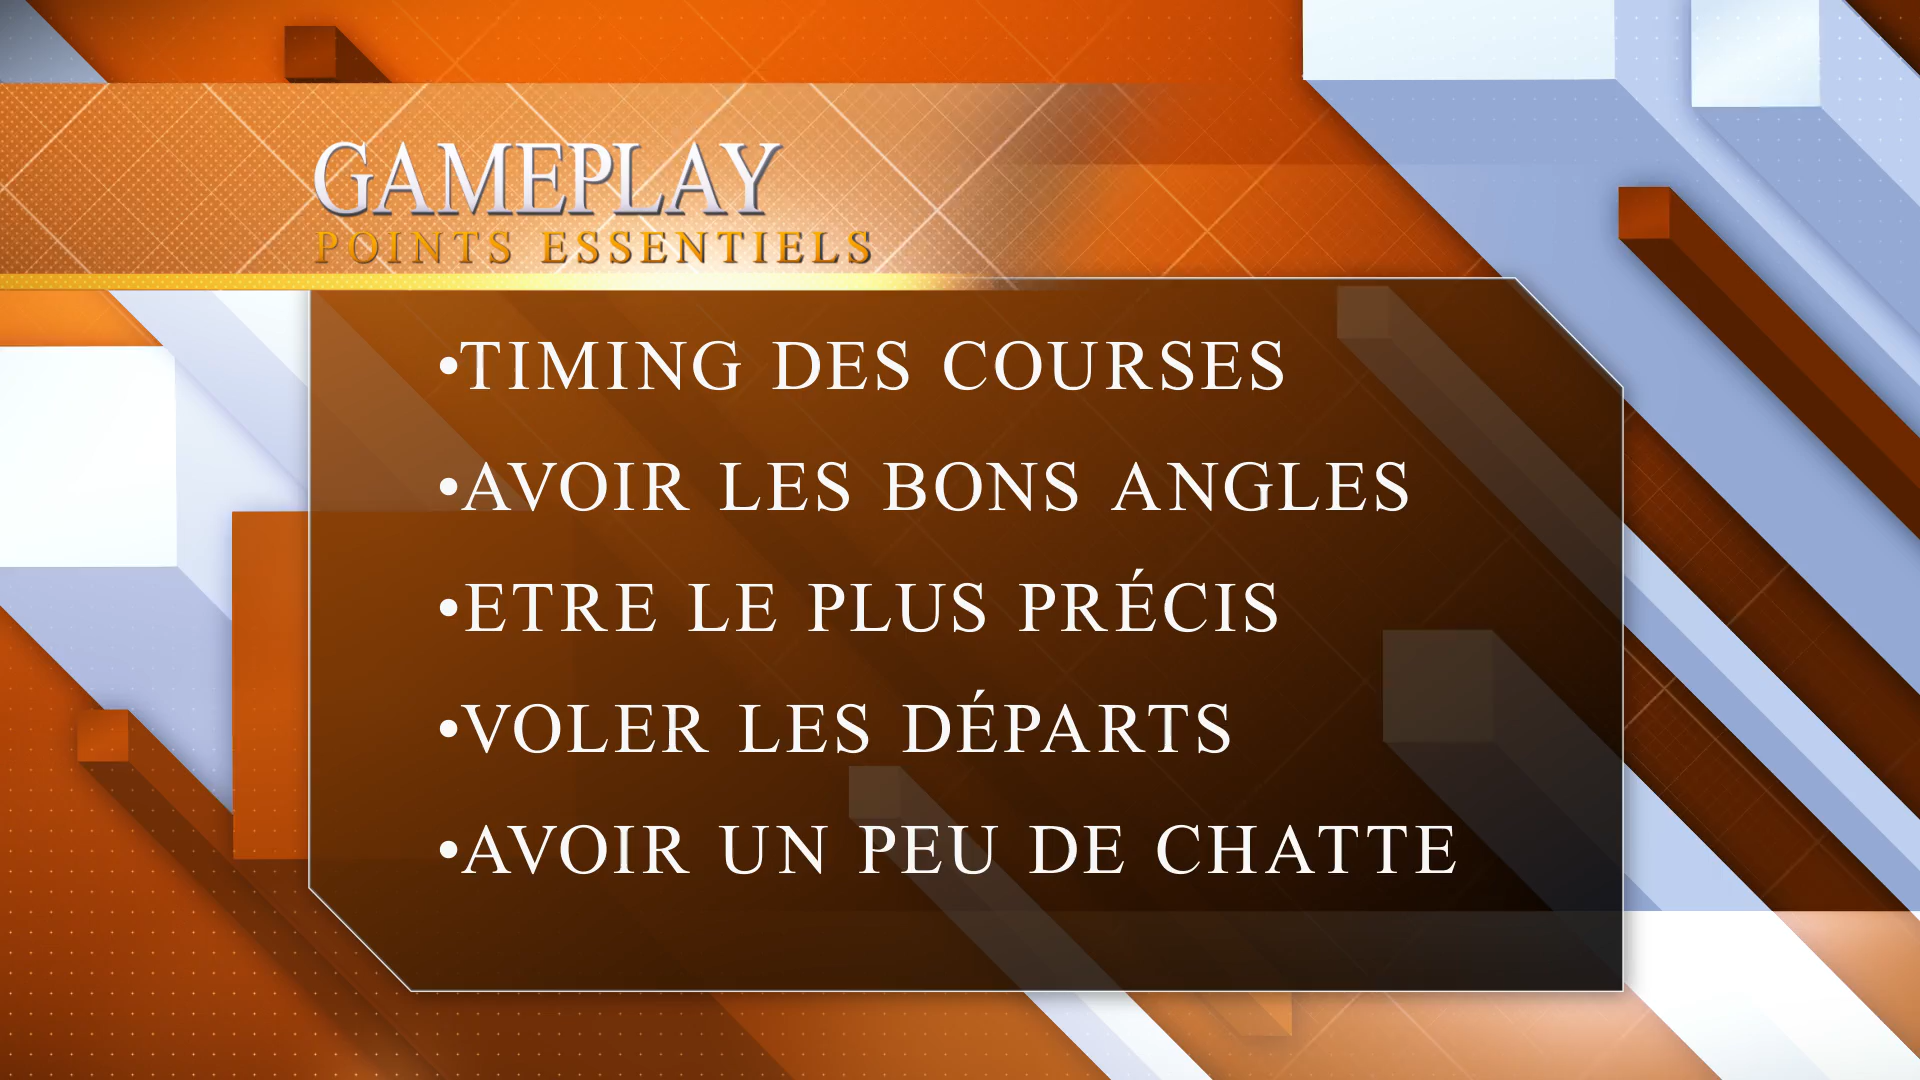 GAMEPLAY
POINTS ESSENTIELS
•TIMING DES COURSES
•AVOIR LES BONS ANGLES
•ETRE LE PLUS PRÉCIS
•VOLER LES DÉPARTS
•AVOIR UN PEU DE CHATTE